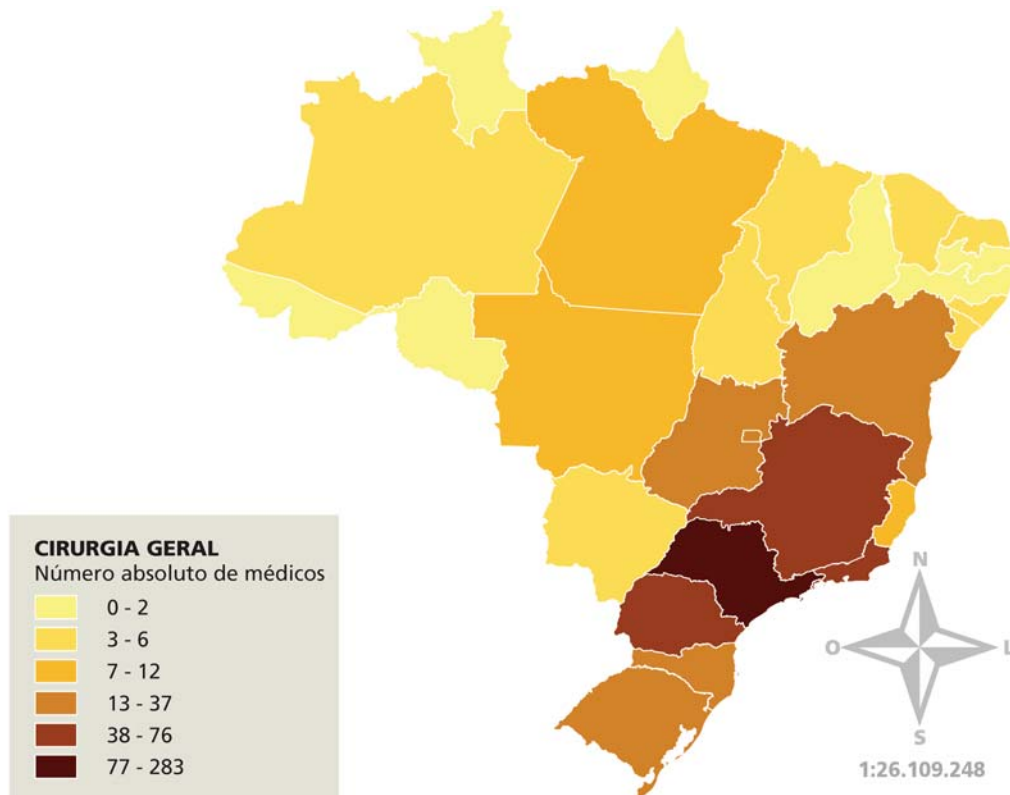 CIRURGIA GERAL
Número absoluto de médicos
0 - 2
3 - 6
7 - 12
13 - 37
38 - 76
77 - 283
N
O
L
S
1:26.109.248